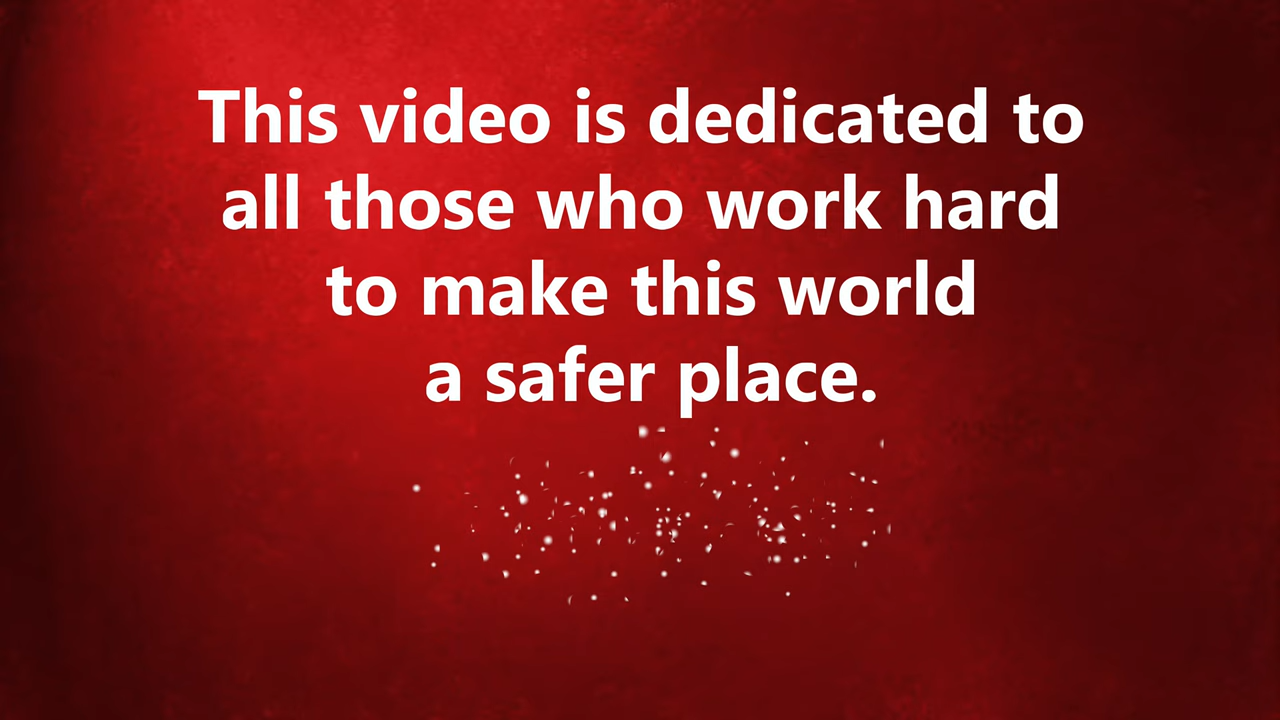 This video is dedicated to
all those who work hard
to make this world
a safer place.